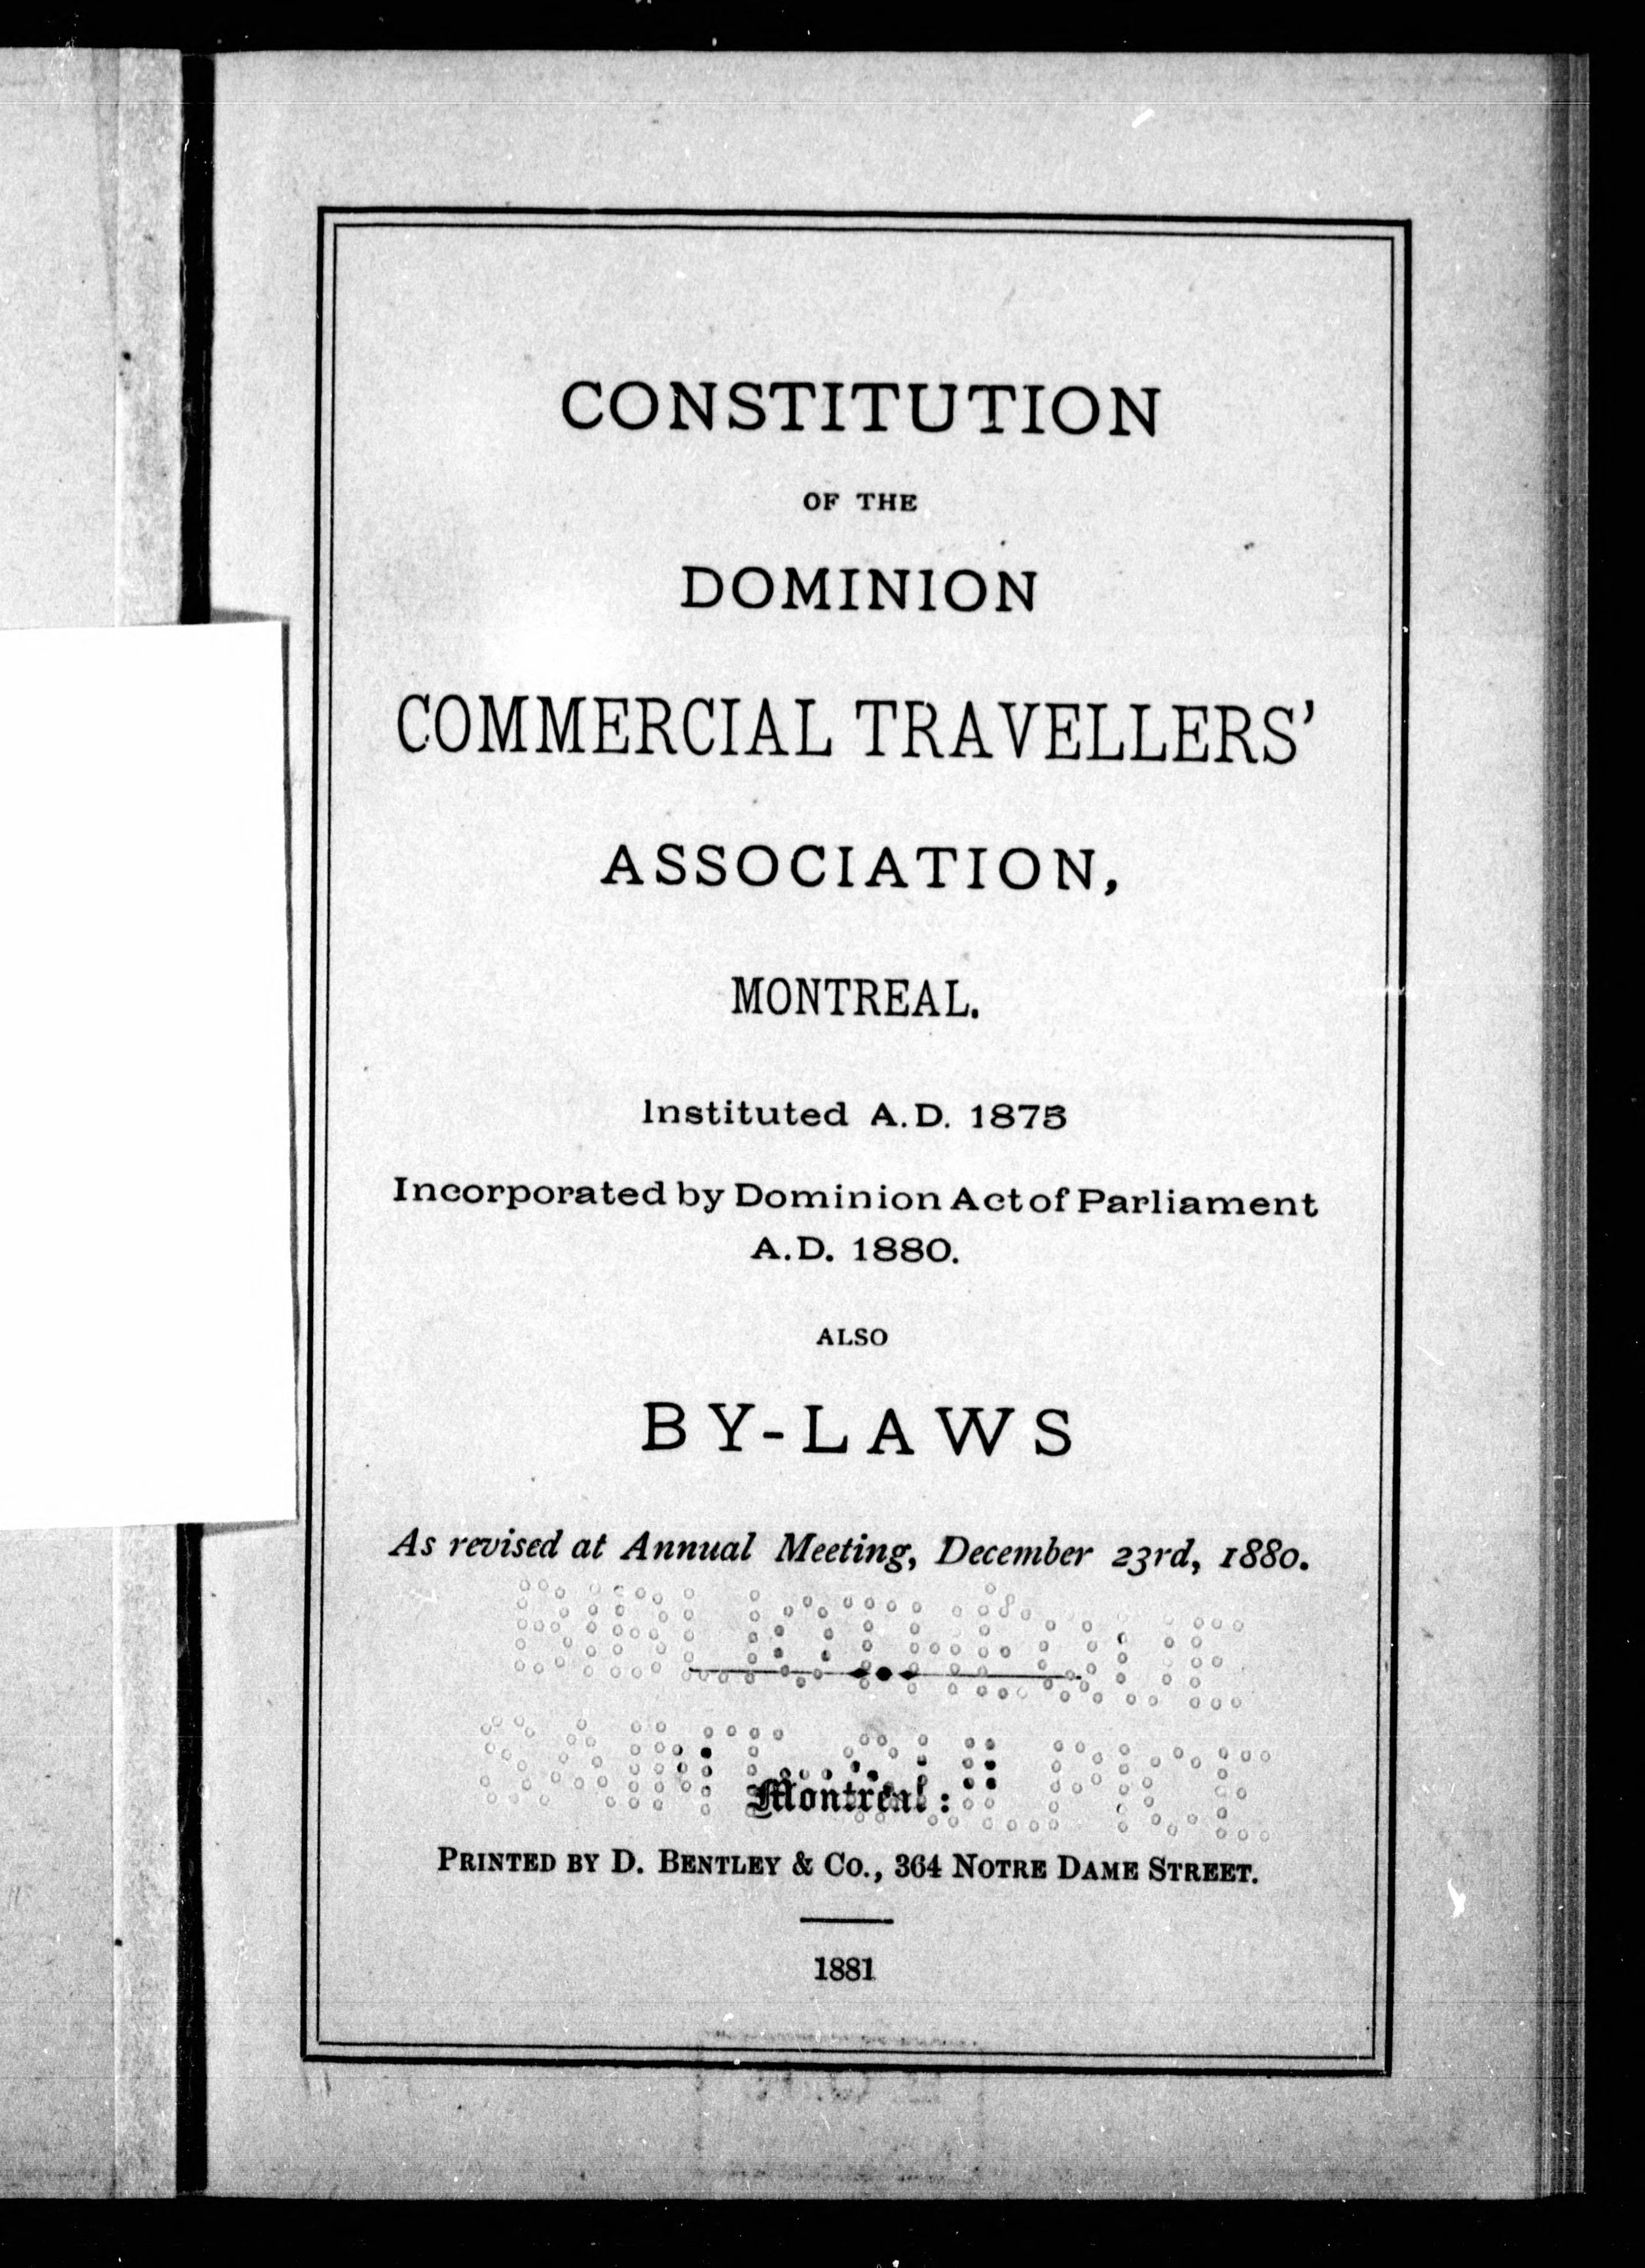 CONSTITUTION
OF THE
DOMINION
COMMERCIAL TRAVELLERS'
ASSOCIATION,
MONTREAL.
Instituted A.D. 1875
Incorporated by Dominion Act of Parliament
A.D. 1880.
ALSO
BY-LAWS
As revised at Annual Meeting, December 23rd, 1880.
Montreal:
PRINTED BY D. BENTLEY & CO., 364 NOTRE DAME STREET.
1881